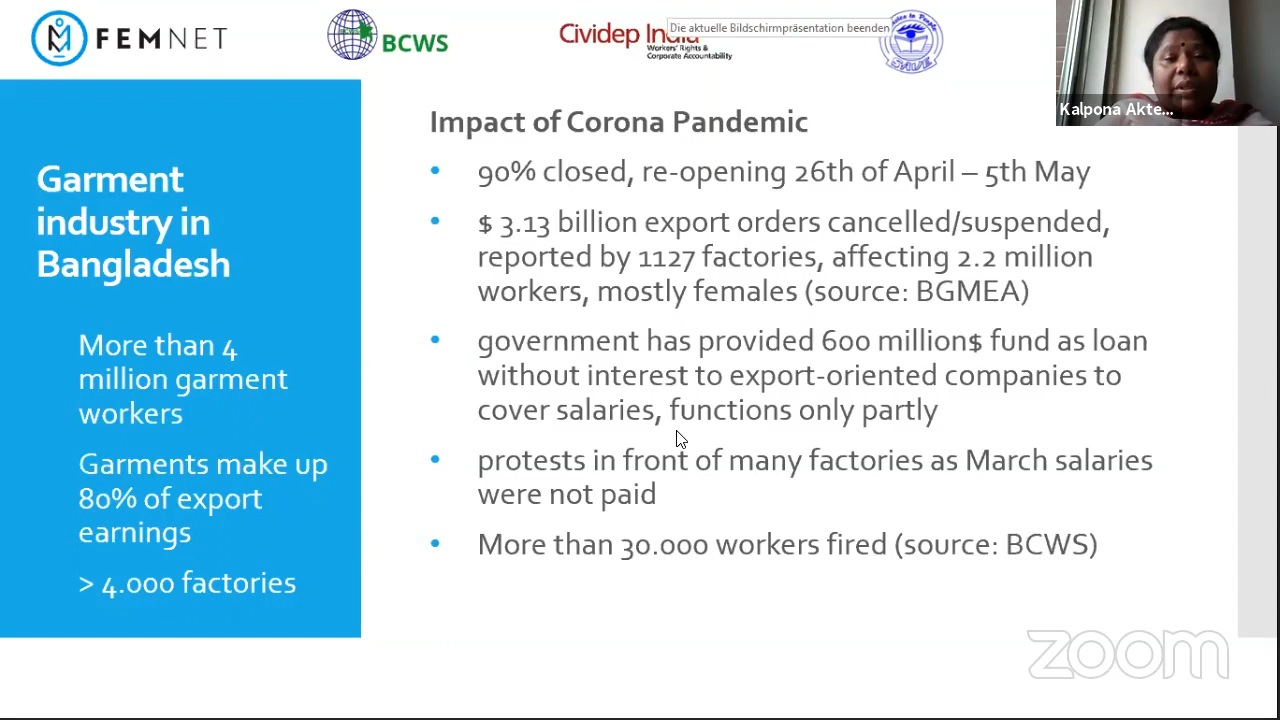 FEMNET
BCWS
Cividep India
Workers' Rights &
Corporate Accountability
Die aktuelle Bildschirmpräsentation beenden
SAVE
Kalpona Akte...
Garment
industry in
Bangladesh
More than 4
million garment
workers
Garments make up
80% of export
earnings
> 4.000 factories
Impact of Corona Pandemic
• 90% closed, re-opening 26th of April – 5th May
• $ 3.13 billion export orders cancelled/suspended,
reported by 1127 factories, affecting 2.2 million
workers, mostly females (source: BGMEA)
• government has provided 600 million$ fund as loan
without interest to export-oriented companies to
cover salaries, functions only partly
• protests in front of many factories as March salaries
were not paid
• More than 30.000 workers fired (source: BCWS)
zoom